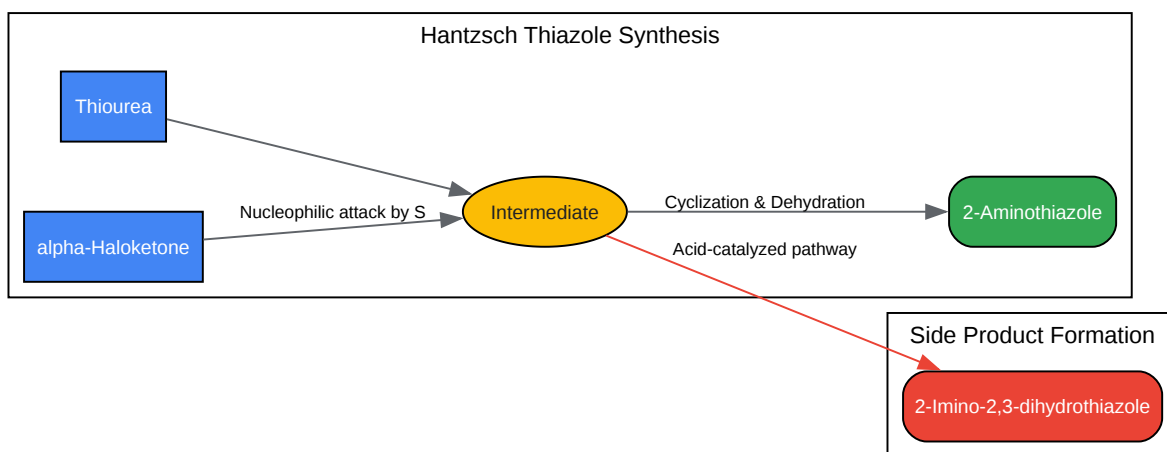 Hantzsch Thiazole Synthesis
Thiourea
alpha-Haloketone
Nucleophilic attack by S
Intermediate
Cyclization & Dehydration
2-Aminothiazole
Acid-catalyzed pathway
Side Product Formation
2-Imino-2,3-dihydrothiazole